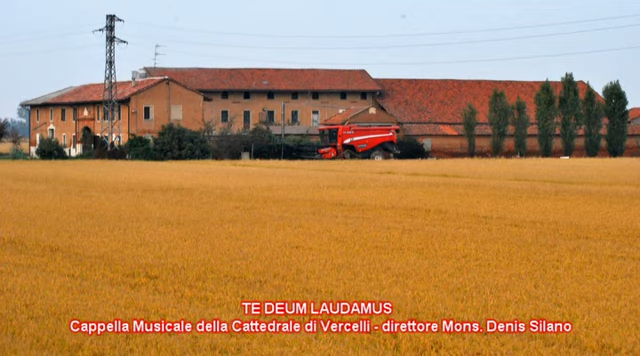 TE DEUM LAUDAMUS
Cappella Musicale della Cattedrale di Vercelli - direttore Mons. Denis Silano